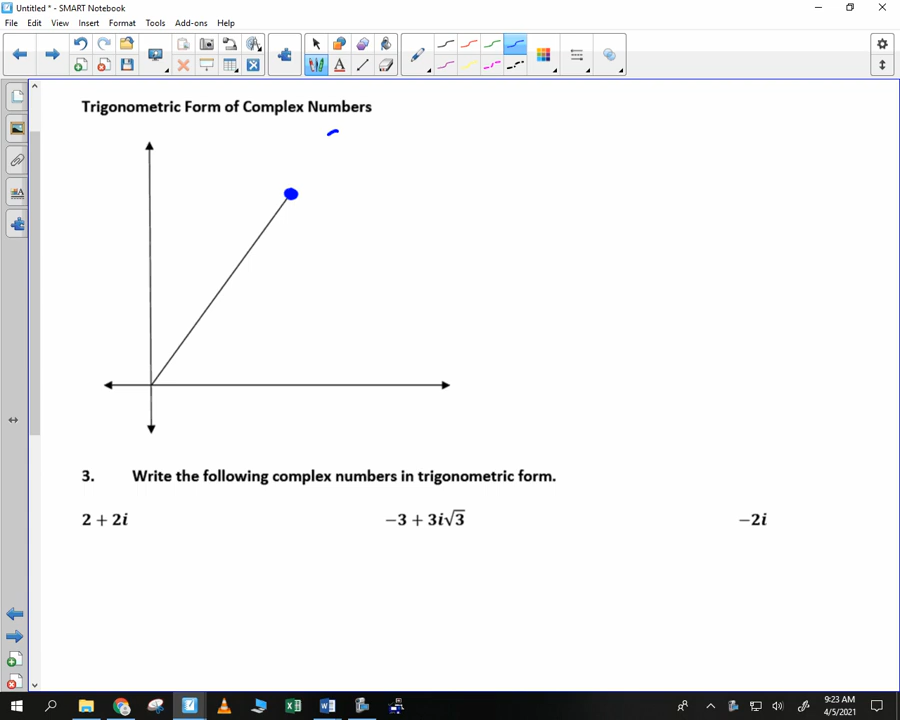 Untitled * - SMART Notebook
File Edit View Insert Format Tools Add-ons Help
Trigonometric Form of Complex Numbers
3. Write the following complex numbers in trigonometric form.
2 + 2i −3 + 3i√3 −2i
9:23 AM
4/5/2021